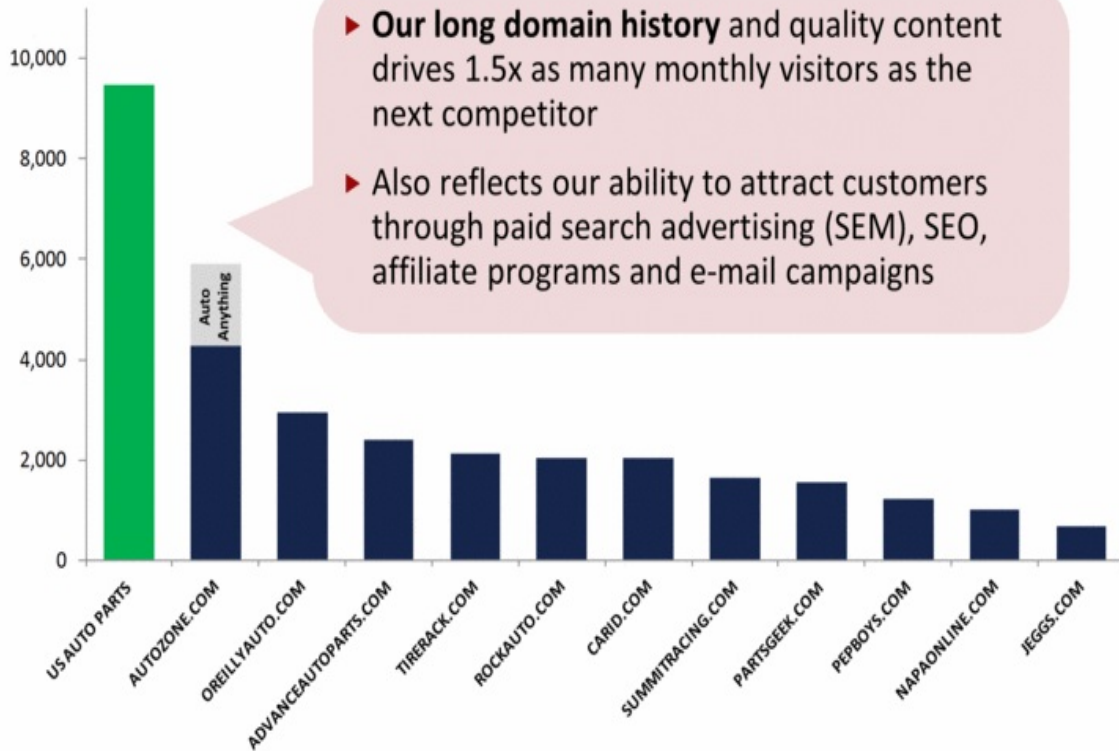 ▶ Our long domain history and quality content
drives 1.5x as many monthly visitors as the
next competitor
▶ Also reflects our ability to attract customers
through paid search advertising (SEM), SEO,
affiliate programs and e-mail campaigns
10,000
8,000
6,000
4,000
2,000
0
Auto
Anything
US AUTO PARTS
AUTOZONE.COM
OREILLYAUTO.COM
ADVANCEAUTOPARTS.COM
TIRERACK.COM
ROCKAUTO.COM
CARID.COM
SUMMITRACING.COM
PARTSGEEK.COM
PEPBOYS.COM
NAPAONLINE.COM
JEGGS.COM